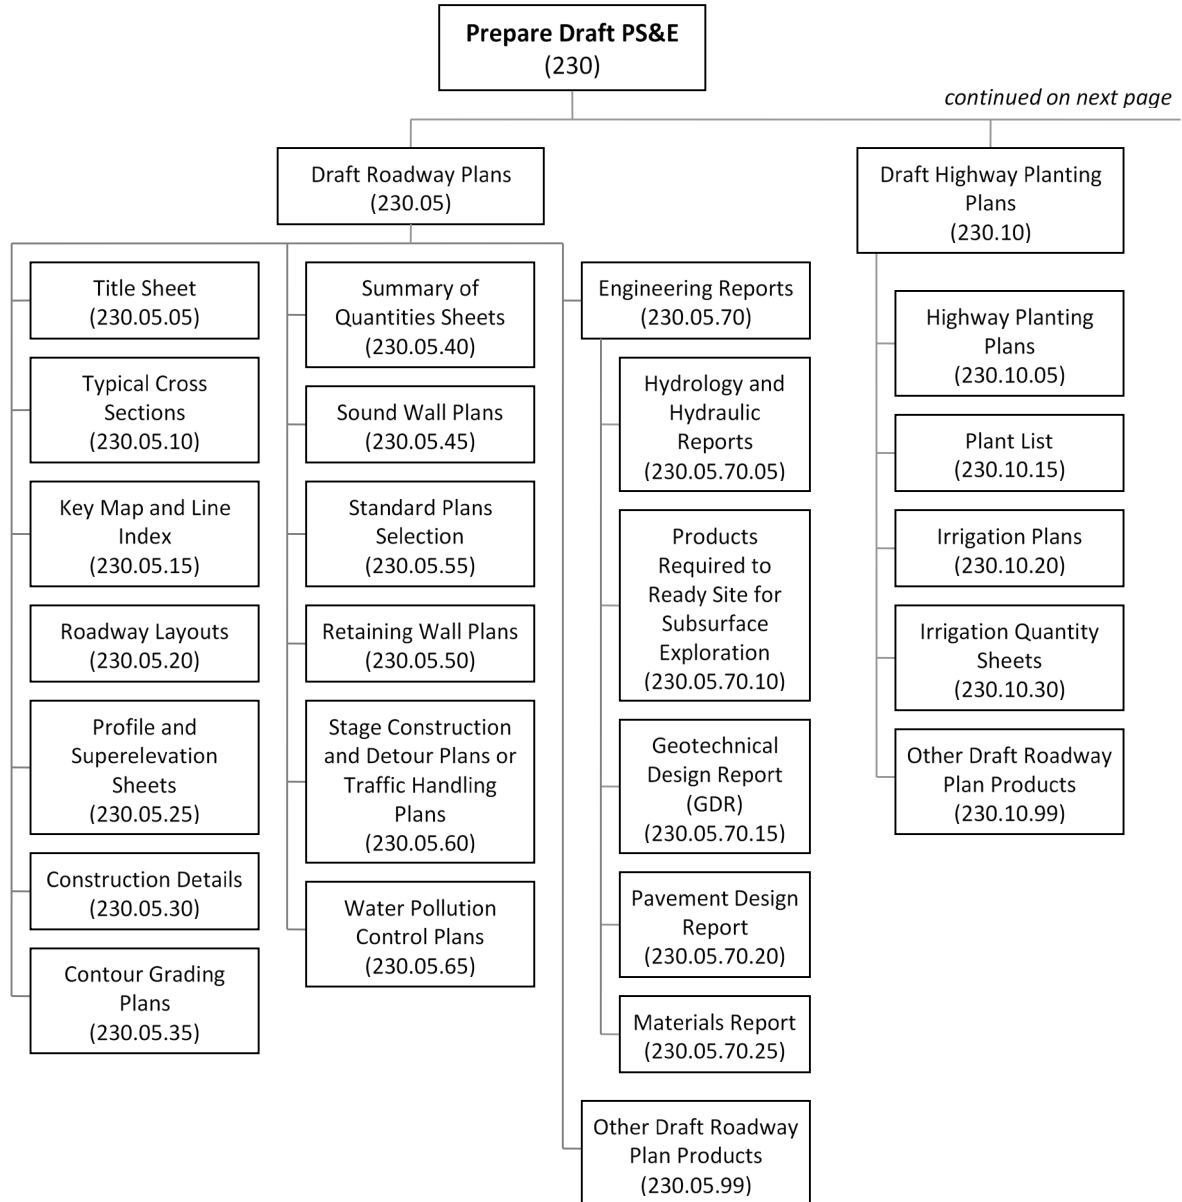 Prepare Draft PS&E
(230)
continued on next page
Draft Roadway Plans
(230.05)
Title Sheet
(230.05.05)
Typical Cross
Sections
(230.05.10)
Key Map and Line
Index
(230.05.15)
Roadway Layouts
(230.05.20)
Profile and
Superelevation
Sheets
(230.05.25)
Construction Details
(230.05.30)
Contour Grading
Plans
(230.05.35)
Summary of
Quantities Sheets
(230.05.40)
Sound Wall Plans
(230.05.45)
Standard Plans
Selection
(230.05.55)
Retaining Wall Plans
(230.05.50)
Stage Construction
and Detour Plans or
Traffic Handling
Plans
(230.05.60)
Water Pollution
Control Plans
(230.05.65)
Engineering Reports
(230.05.70)
Hydrology and
Hydraulic
Reports
(230.05.70.05)
Products
Required to
Ready Site for
Subsurface
Exploration
(230.05.70.10)
Geotechnical
Design Report
(GDR)
(230.05.70.15)
Pavement Design
Report
(230.05.70.20)
Materials Report
(230.05.70.25)
Other Draft Roadway
Plan Products
(230.05.99)
Draft Highway Planting
Plans
(230.10)
Highway Planting
Plans
(230.10.05)
Plant List
(230.10.15)
Irrigation Plans
(230.10.20)
Irrigation Quantity
Sheets
(230.10.30)
Other Draft Roadway
Plan Products
(230.10.99)